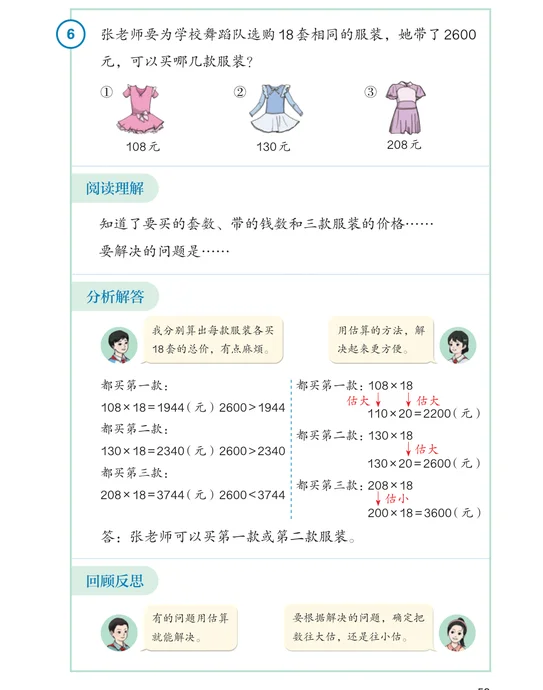 6 张老师要为学校舞蹈队选购18套相同的服装，她带了2600
元，可以买哪几款服装？
① ② ③
108元 130元 208元
阅读理解
知道了要买的套数、带的钱数和三款服装的价格……
要解决的问题是……
分析解答
我分别算出每款服装各买
18套的总价，有点麻烦。
用估算的方法，解
决起来更方便。
都买第一款：
108×18=1944（元）2600>1944
都买第二款：
130×18=2340（元）2600>2340
都买第三款：
208×18=3744（元）2600<3744
都买第一款：108×18
估大 估大
110×20=2200（元）
都买第二款：130×18
估大
130×20=2600（元）
都买第三款：208×18
估小
200×18=3600（元）
答：张老师可以买第一款或第二款服装。
回顾反思
有的问题用估算
就能解决。
要根据解决的问题，确定把
数往大估，还是往小估。